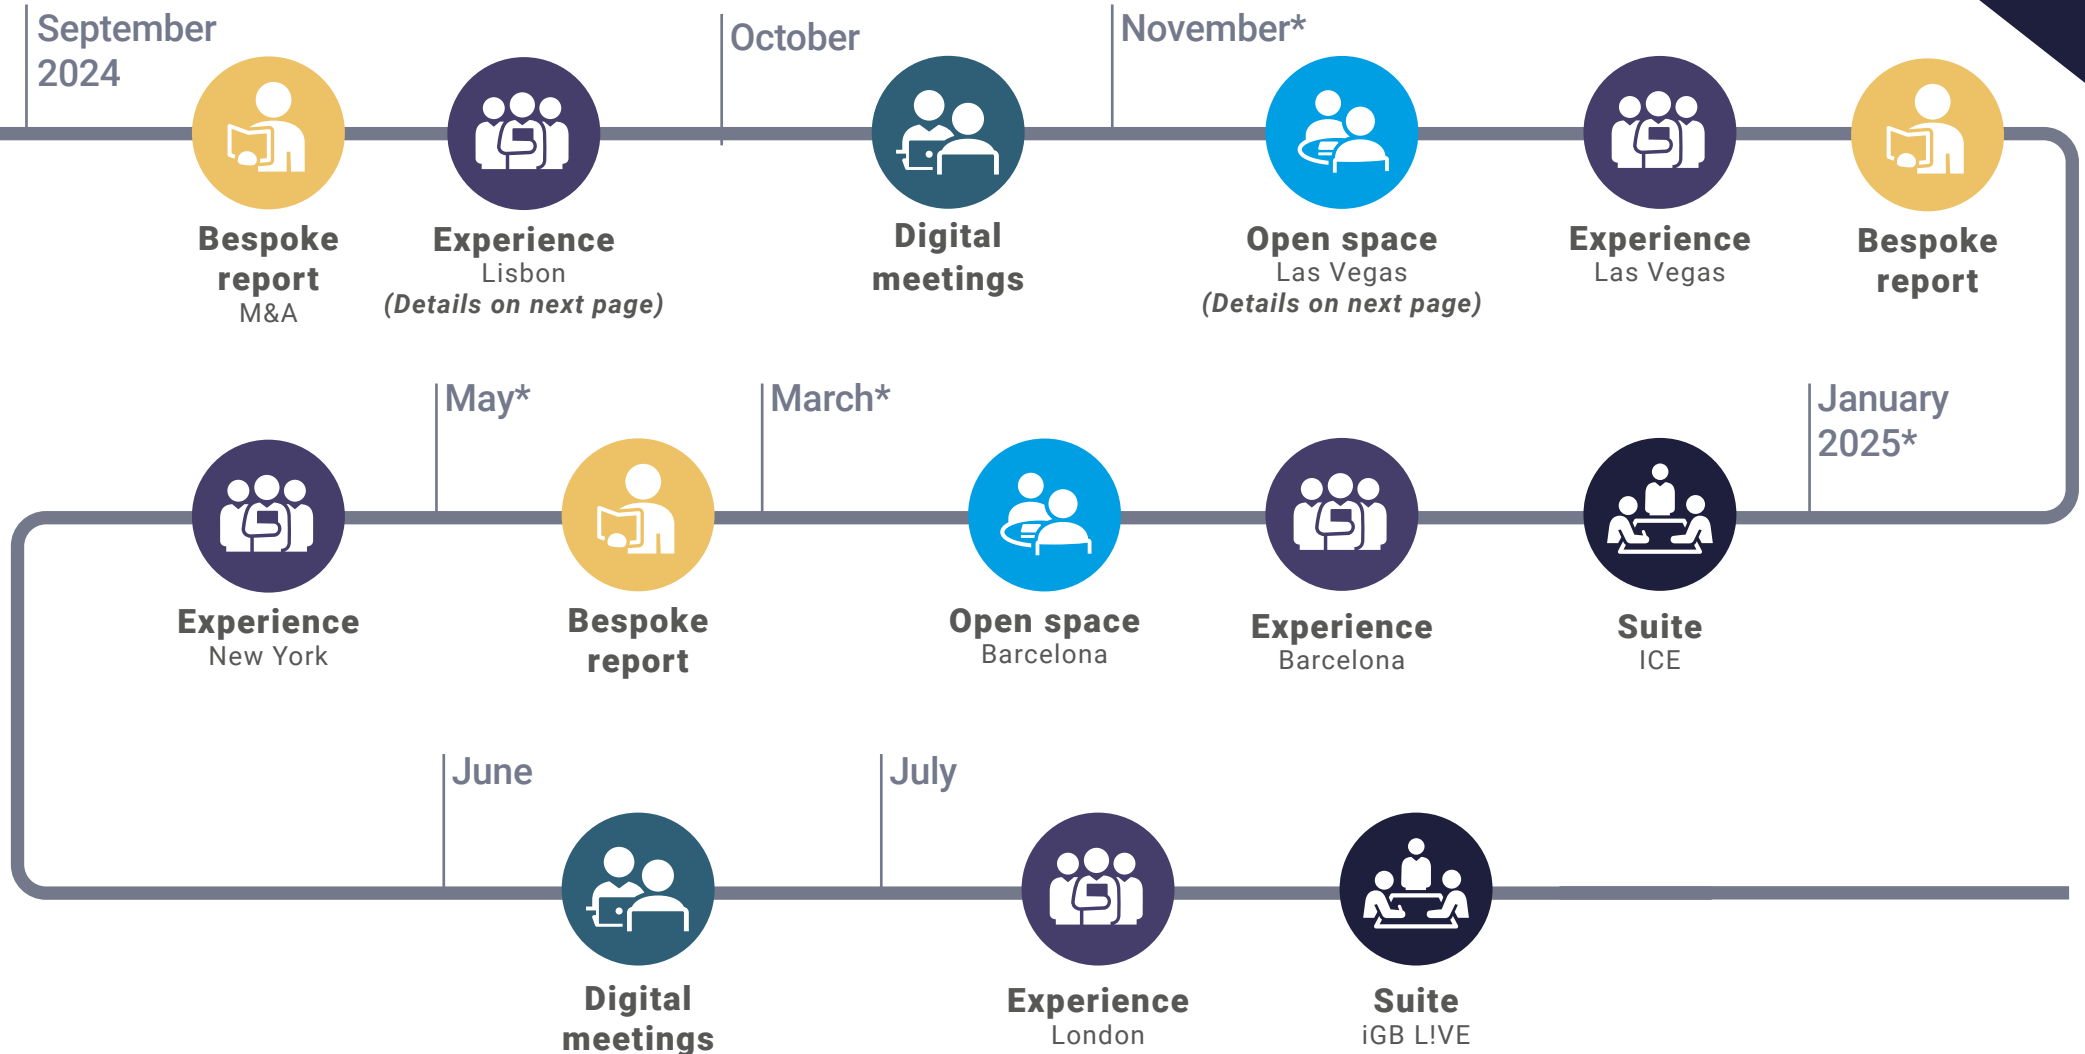 September
2024
Bespoke
report
M&A
Experience
Lisbon
(Details on next page)
October
Digital
meetings
November*
Open space
Las Vegas
(Details on next page)
Experience
Las Vegas
Bespoke
report
January
2025*
Suite
ICE
Experience
Barcelona
Open space
Barcelona
March*
Bespoke
report
May*
Experience
New York
June
Digital
meetings
July
Experience
London
Suite
iGB L!VE